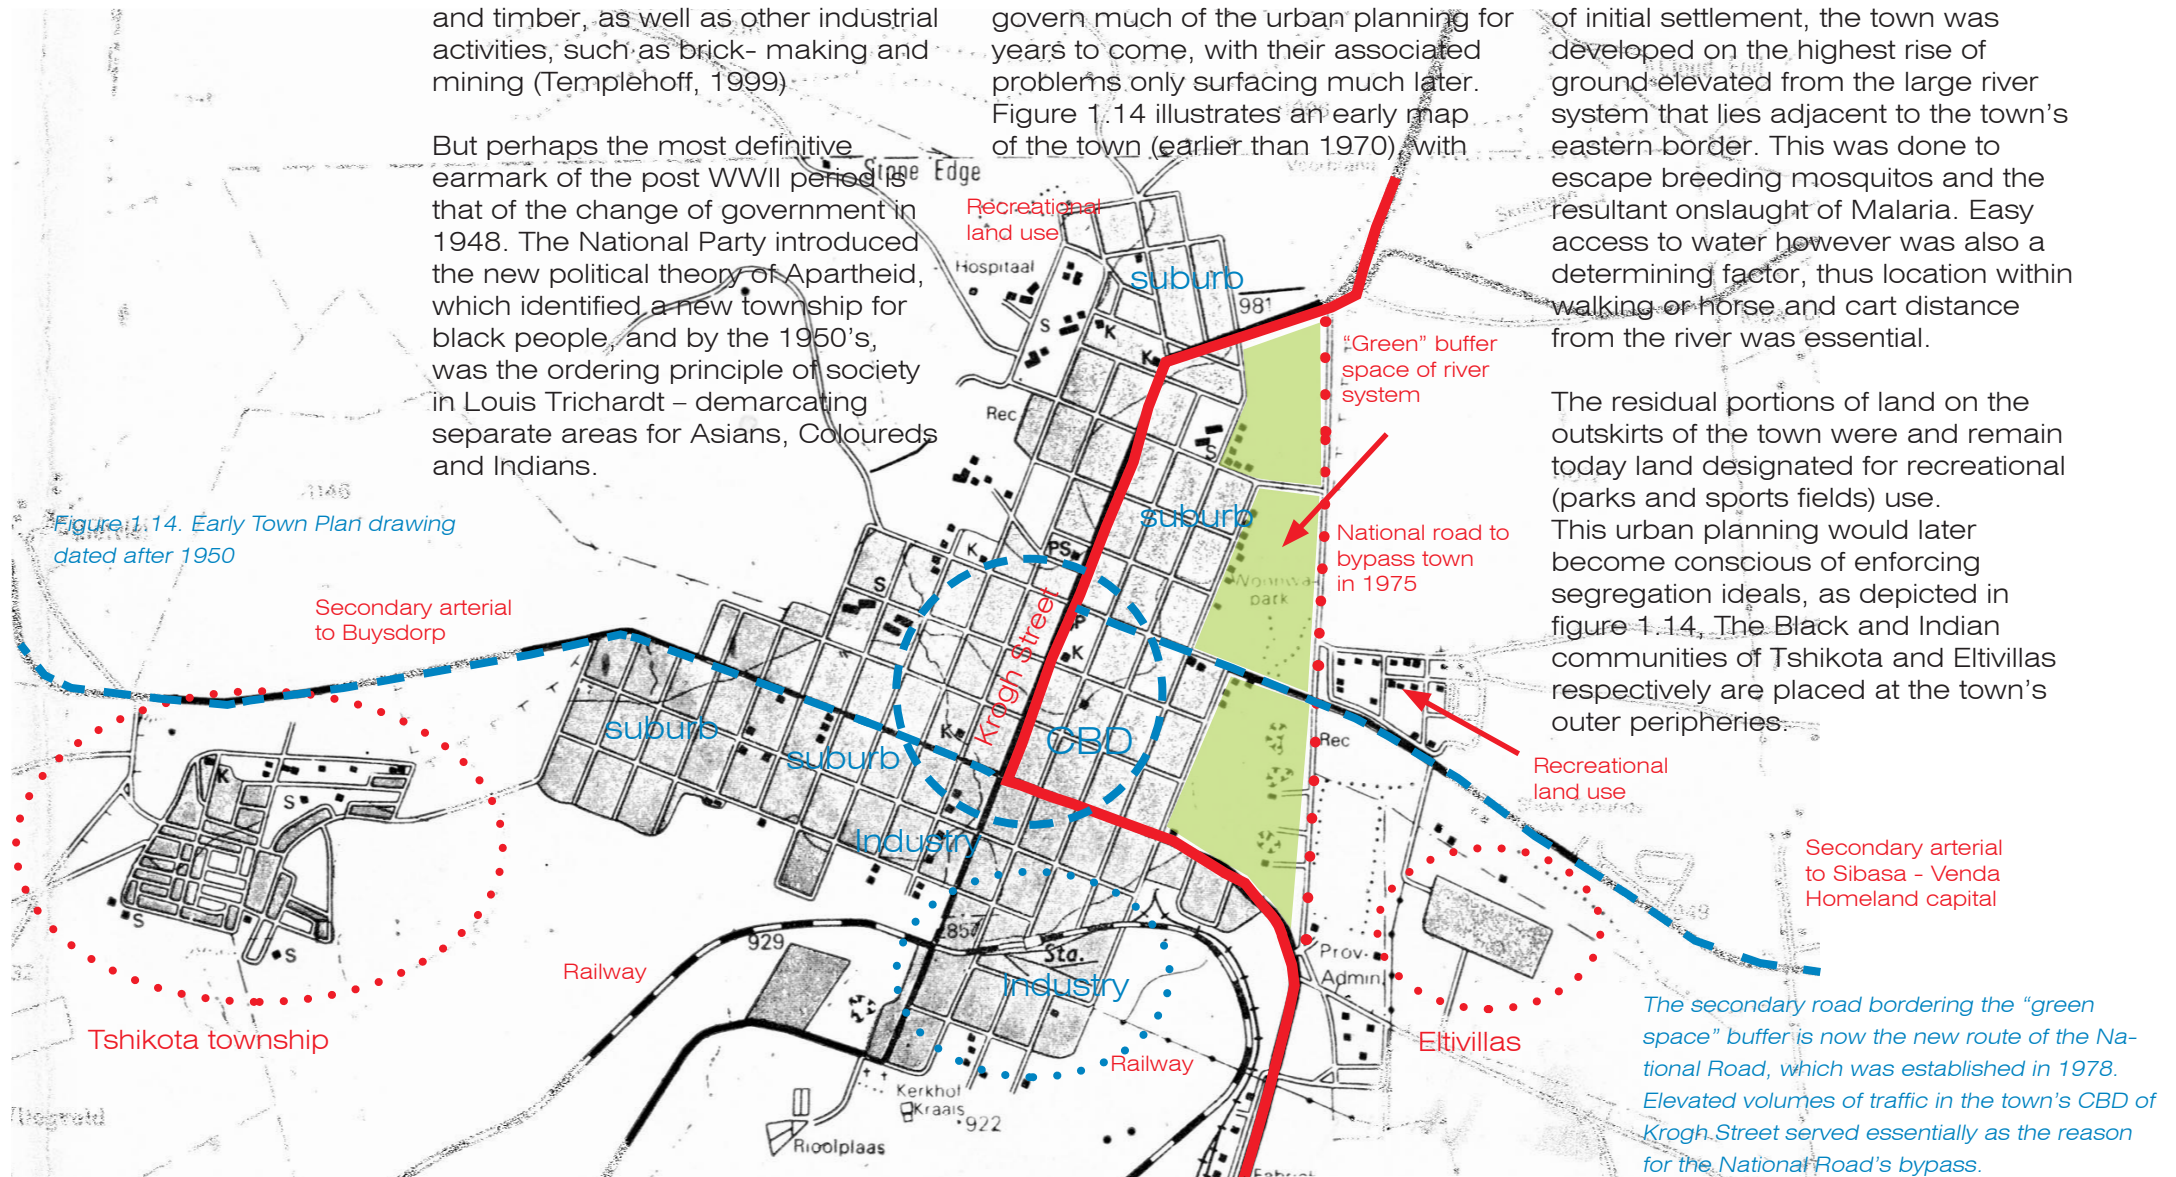 and timber, as well as other industrial
activities, such as brick- making and
mining (Templehoff, 1999)
But perhaps the most definitive
earmark of the post WWII period is
that of the change of government in
1948. The National Party introduced
the new political theory of Apartheid,
which identified a new township for
black people, and by the 1950's,
was the ordering principle of society
in Louis Trichardt – demarcating
separate areas for Asians, Coloureds
and Indians.
govern much of the urban planning for
years to come, with their associated
problems only surfacing much later.
Figure 1.14 illustrates an early map
of the town (earlier than 1970), with
of initial settlement, the town was
developed on the highest rise of
ground elevated from the large river
system that lies adjacent to the town's
eastern border. This was done to
escape breeding mosquitos and the
resultant onslaught of Malaria. Easy
access to water however was also a
determining factor, thus location within
walking or horse and cart distance
from the river was essential.
The residual portions of land on the
outskirts of the town were and remain
today land designated for recreational
(parks and sports fields) use.
This urban planning would later
become conscious of enforcing
segregation ideals, as depicted in
figure 1.14, The Black and Indian
communities of Tshikota and Eltivillas
respectively are placed at the town's
outer peripheries.
Figure 1.14. Early Town Plan drawing
dated after 1950
Stone Edge
Recreational
land use
Hospitaal
suburb
981
S
K
K
"Green" buffer
space of river
system
Rec
S
1146
suburb
National road to
bypass town
in 1975
K
PS
S
park
Secondary arterial
to Buysdorp
Krogh Street
P
K
suburb
suburb
K
CBD
Rec
Recreational
land use
Industry
K
S
S
S
Secondary arterial
to Sibasa - Venda
Homeland capital
929
Sta.
Railway
Industry
Prov.
Admin.
Tshikota township
Eltivillas
Railway
Kerkhof
Kraals
922
Rioolplaas
The secondary road bordering the “green
space” buffer is now the new route of the Na-
tional Road, which was established in 1978.
Elevated volumes of traffic in the town's CBD of
Krogh Street served essentially as the reason
for the National Road's bypass.